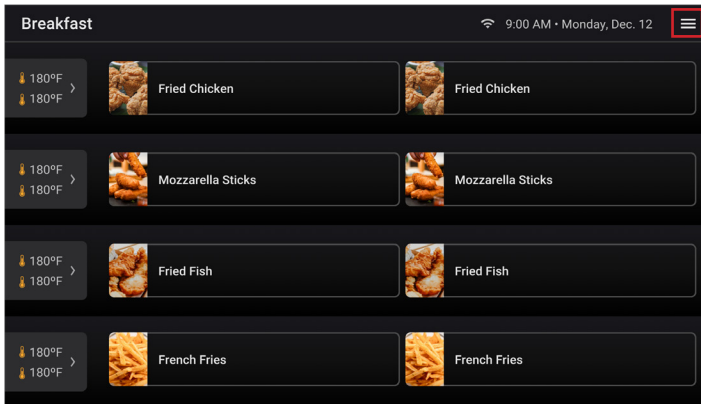 Breakfast
9:00 AM • Monday, Dec. 12
180ºF
180ºF
Fried Chicken
Fried Chicken
180ºF
180ºF
Mozzarella Sticks
Mozzarella Sticks
180ºF
180ºF
Fried Fish
Fried Fish
180ºF
180ºF
French Fries
French Fries